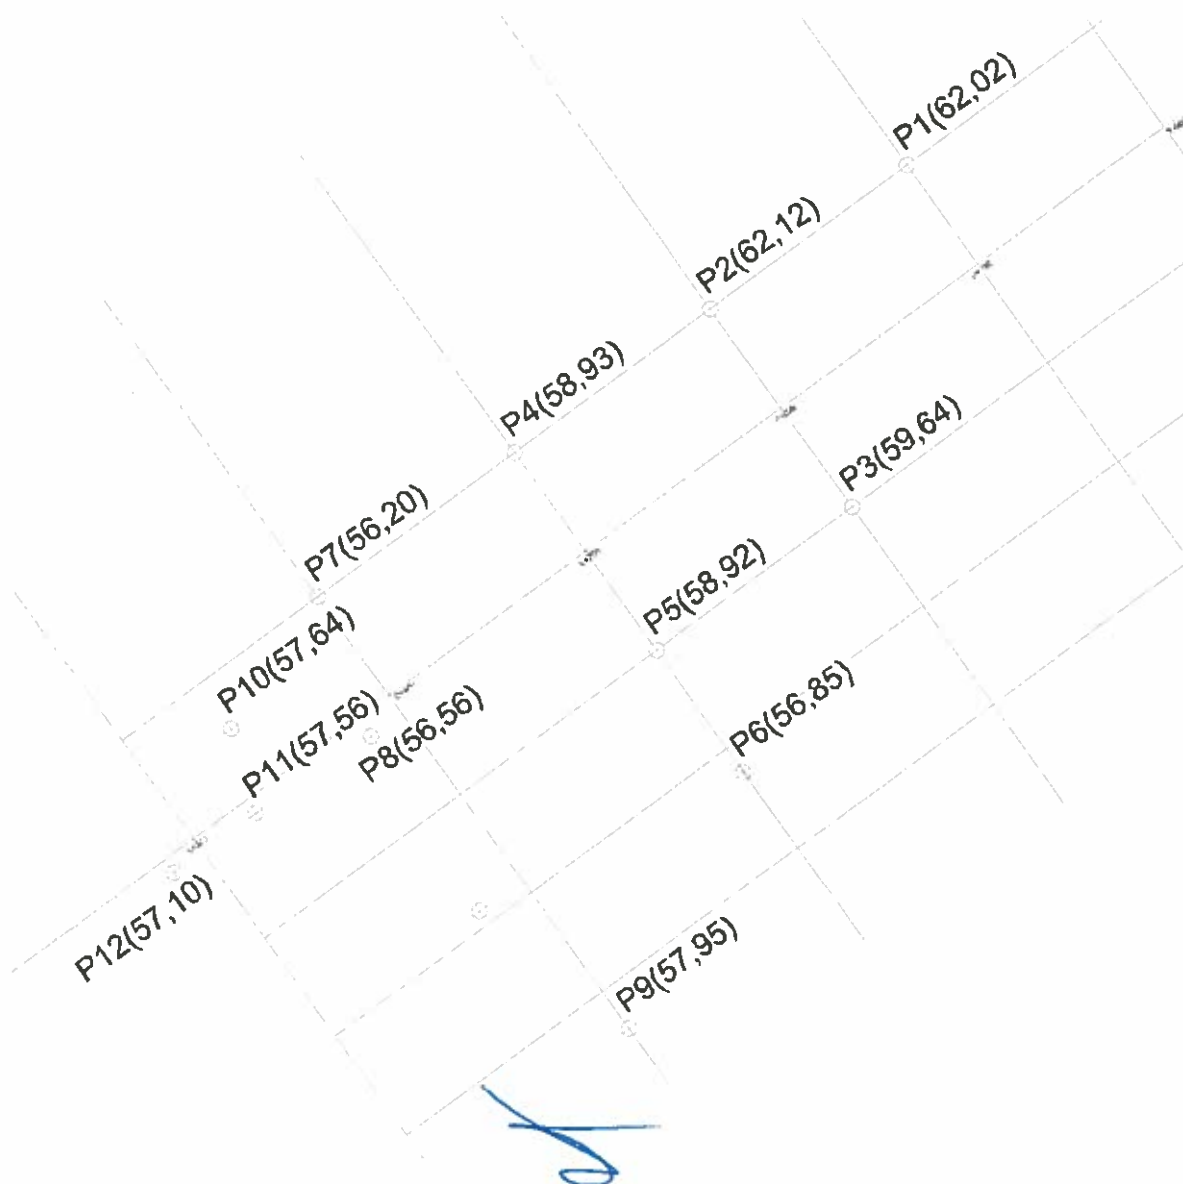 P1(62,02)
P2(62,12)
P4(58,93)
P3(59,64)
P7(56,20)
P5(58,92)
P10(57,64)
P11(57,56)
P8(56,56)
P6(56,85)
P12(57,10)
P9(57,95)